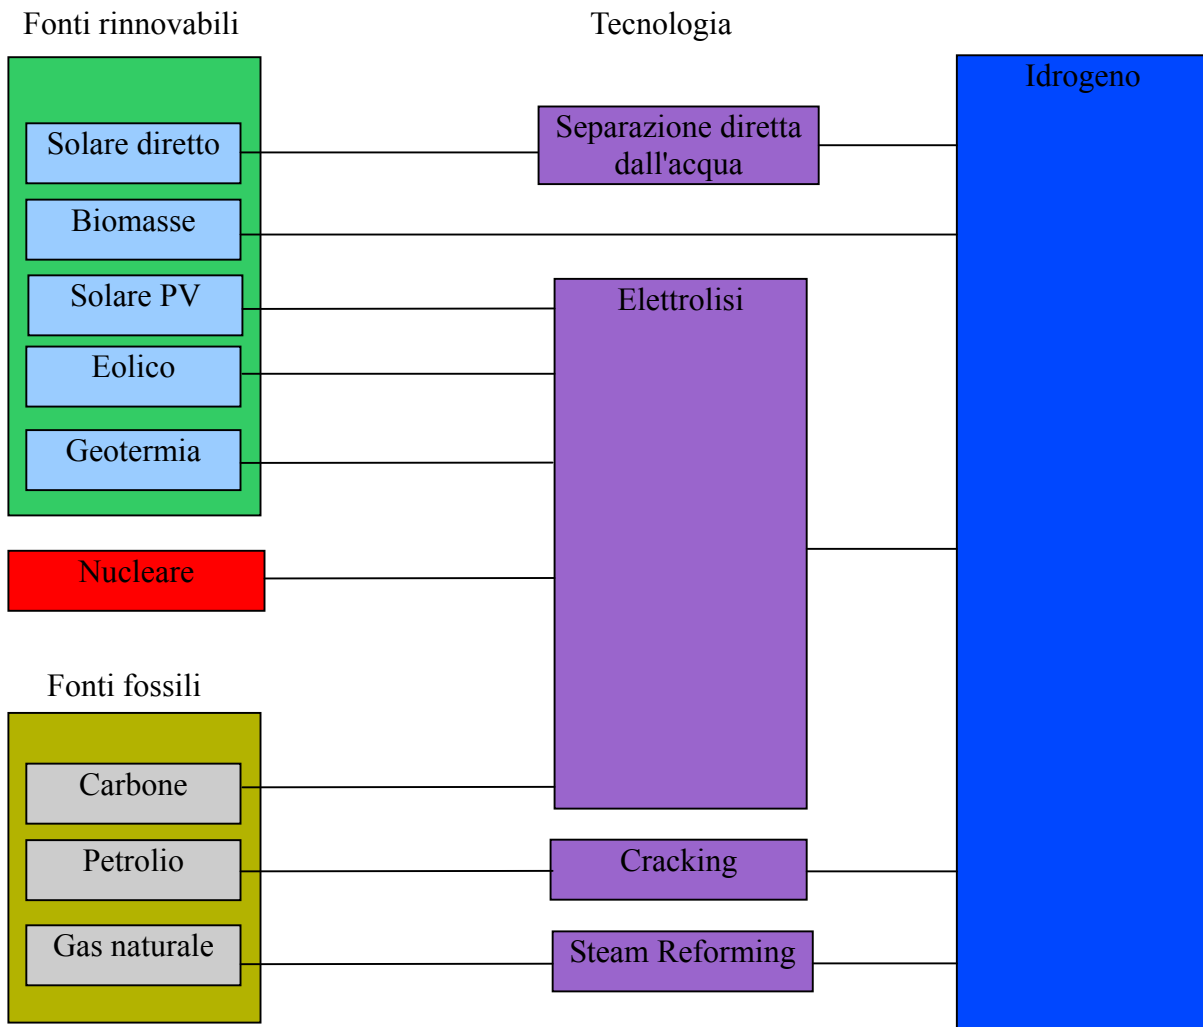 Fonti rinnovabili
Tecnologia
Idrogeno
Solare diretto
Separazione diretta
dall'acqua
Biomasse
Solare PV
Elettrolisi
Eolico
Geotermia
Nucleare
Fonti fossili
Carbone
Petrolio
Cracking
Gas naturale
Steam Reforming